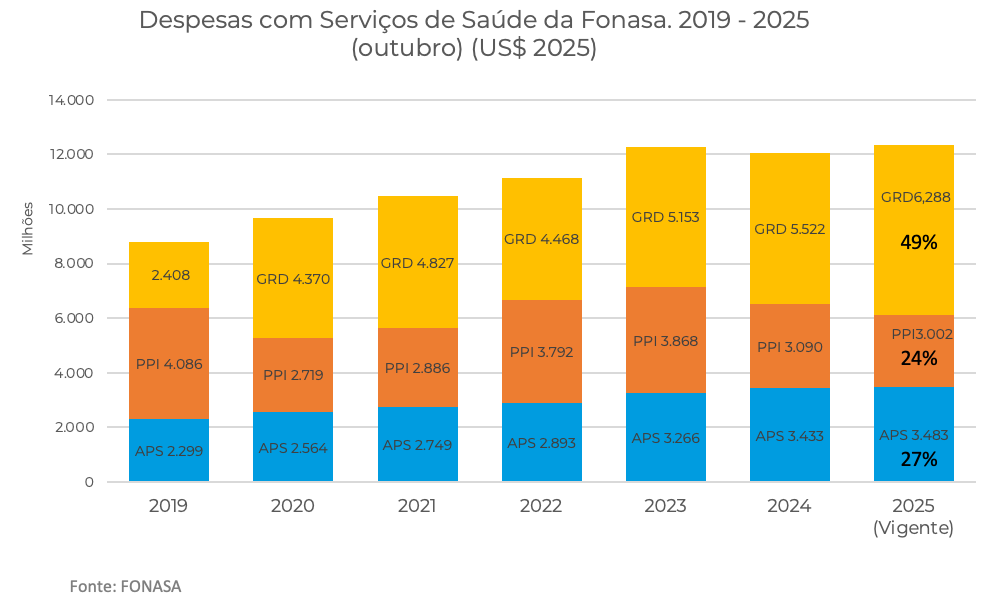 Despesas com Serviços de Saúde da Fonasa. 2019 - 2025
(outubro) (US$ 2025)
Milhões
14.000
12.000
10.000
8.000
6.000
4.000
2.000
0
2.408
PPI 4.086
APS 2.299
GRD 4.370
PPI 2.719
APS 2.564
GRD 4.827
PPI 2.886
APS 2.749
GRD 4.468
PPI 3.792
APS 2.893
GRD 5.153
PPI 3.868
APS 3.266
GRD 5.522
PPI 3.090
APS 3.433
GRD6,288
49%
PPI3.002
24%
APS 3.483
27%
2019
2020
2021
2022
2023
2024
2025
(Vigente)
Fonte: FONASA